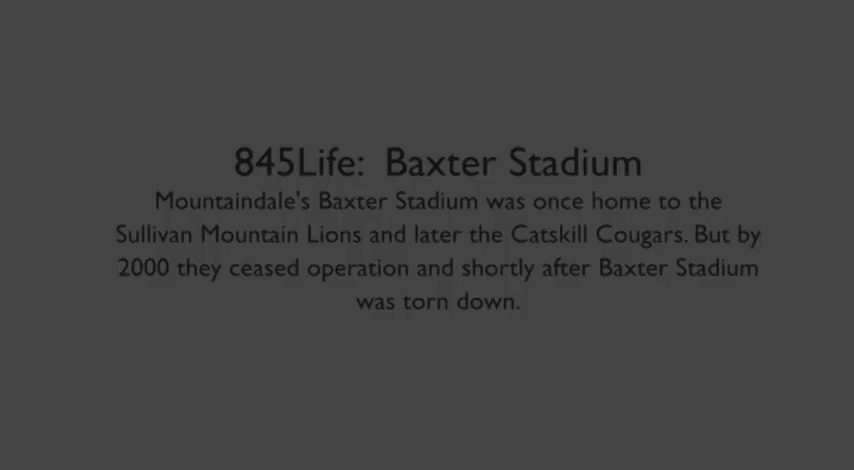 845Life:  Baxter Stadium
Mountaindale's Baxter Stadium was once home to the
Sullivan Mountain Lions and later the Catskill Cougars. But by
2000 they ceased operation and shortly after Baxter Stadium
was torn down.